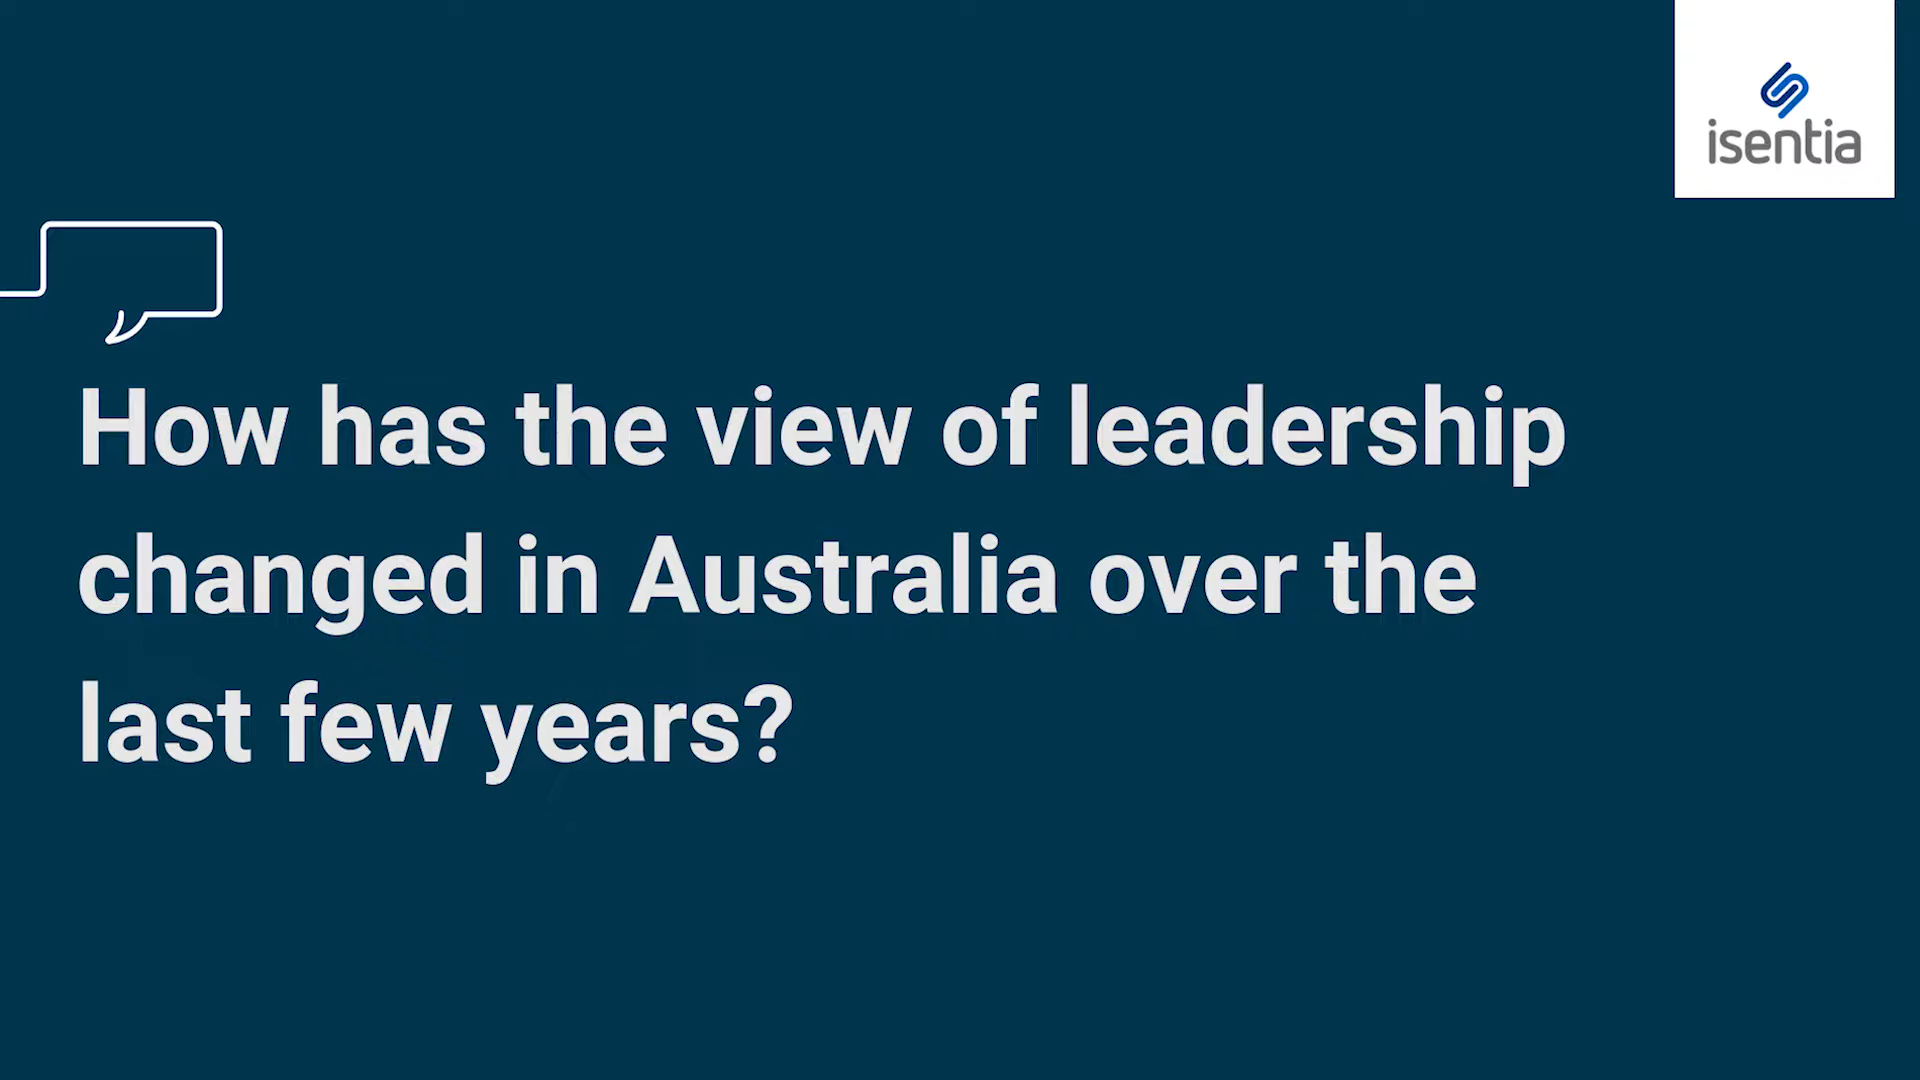 isentia
How has the view of leadership
changed in Australia over the
last few years?